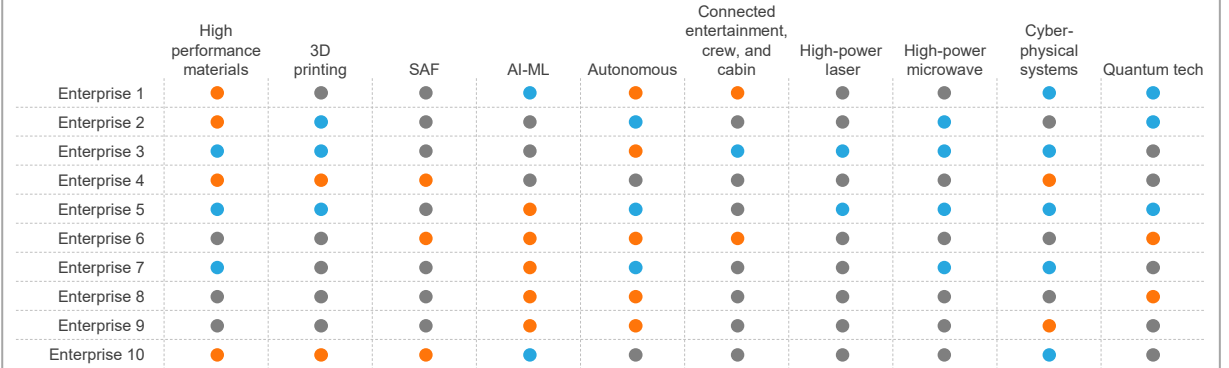 High
performance
materials
3D
printing
SAF
AI-ML
Autonomous
Connected
entertainment,
crew, and
cabin
High-power
laser
High-power
microwave
Cyber-
physical
systems
Quantum tech
Enterprise 1
Enterprise 2
Enterprise 3
Enterprise 4
Enterprise 5
Enterprise 6
Enterprise 7
Enterprise 8
Enterprise 9
Enterprise 10